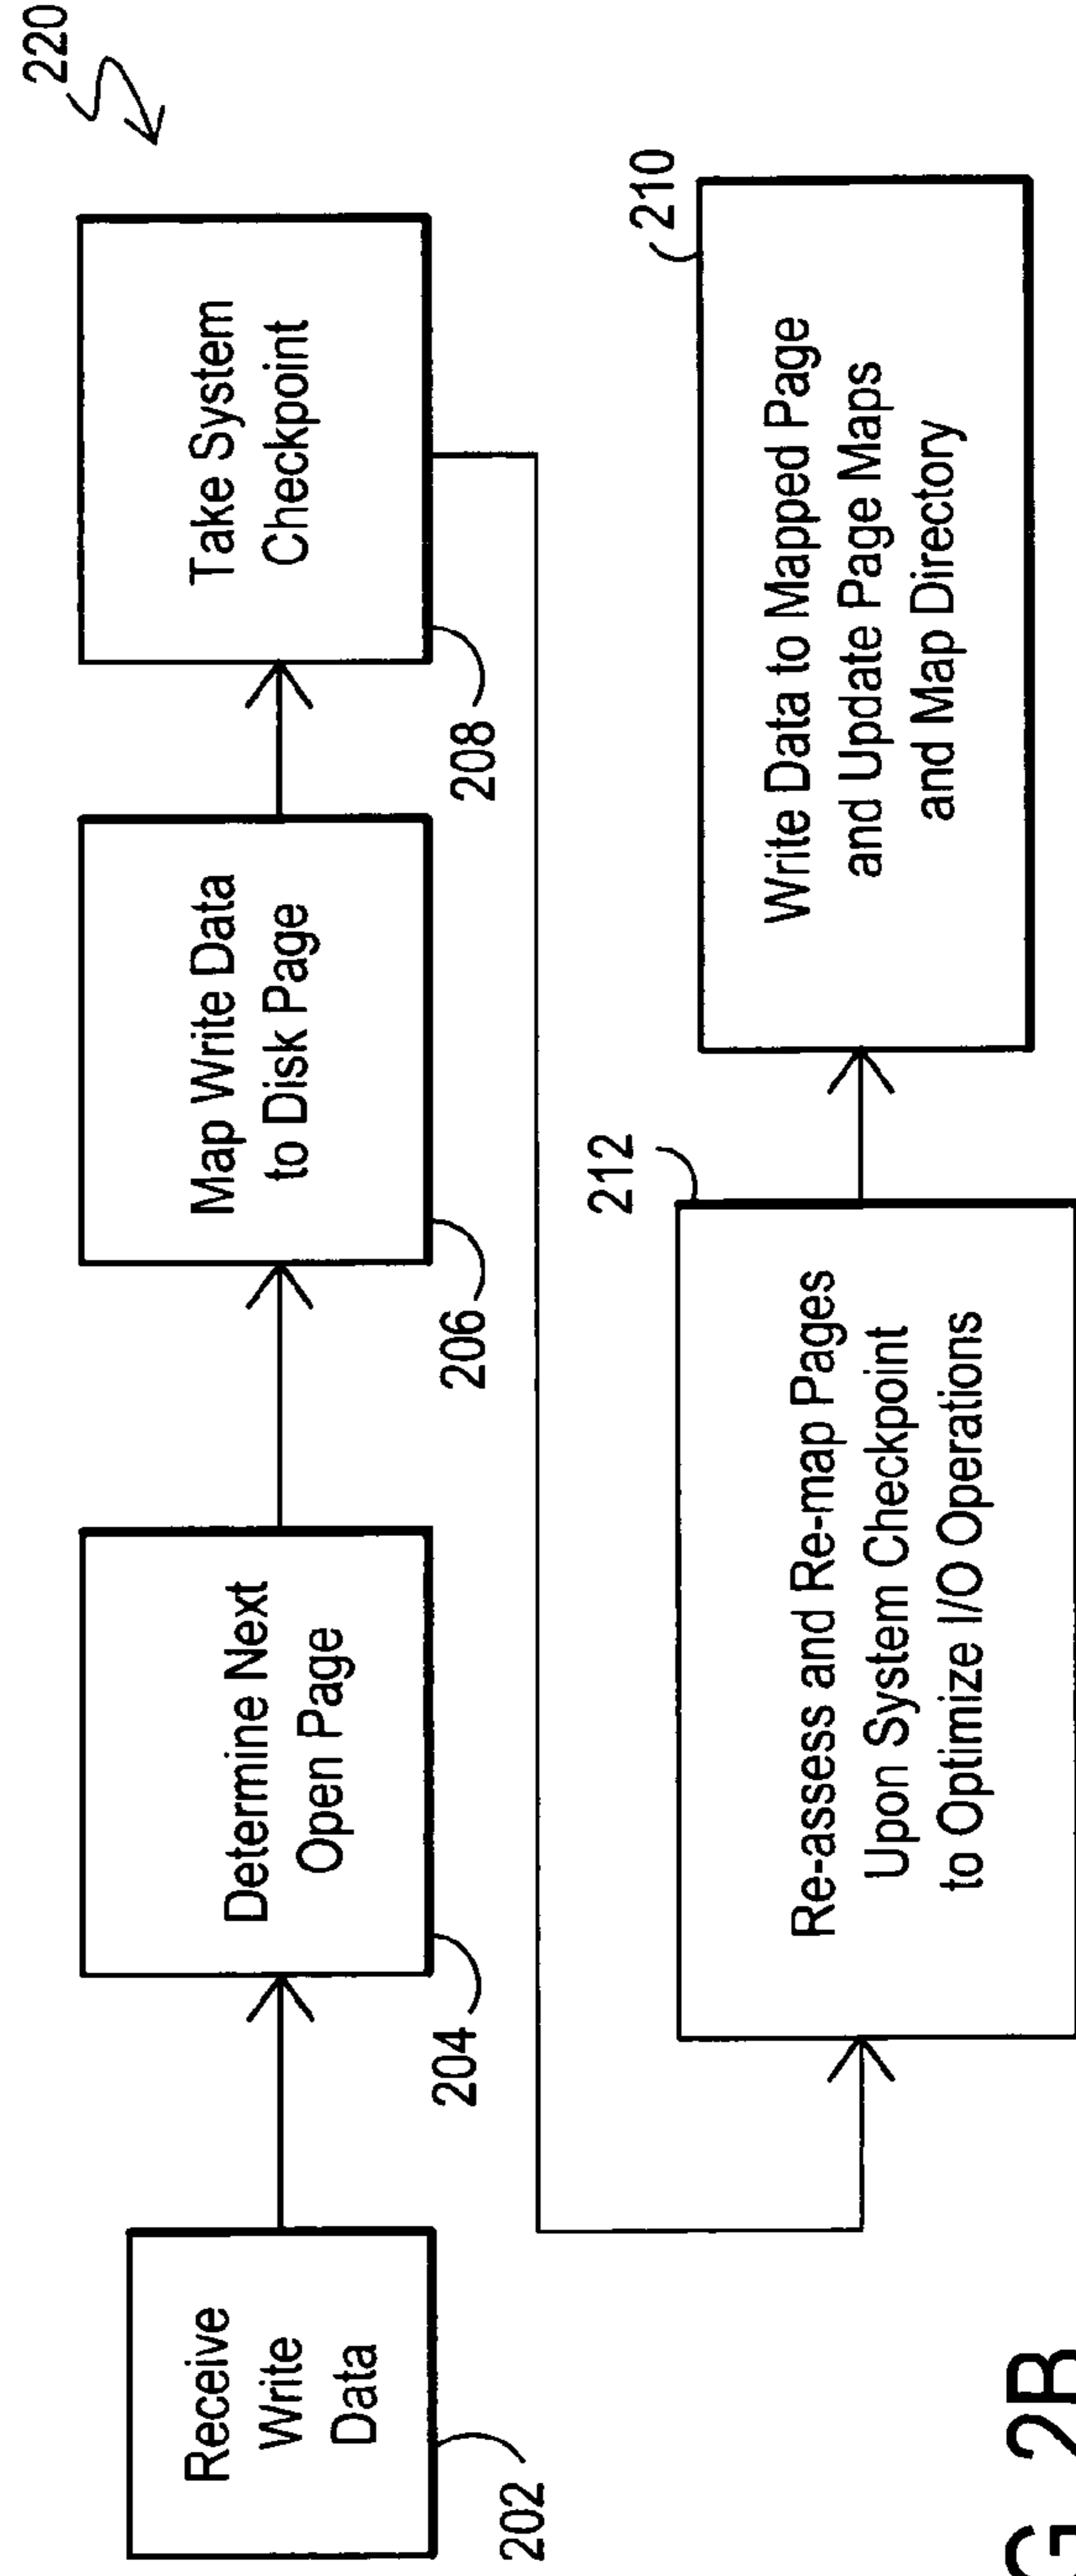 220
Receive
Write
Data
202
Determine Next
Open Page
204
Map Write Data
to Disk Page
206
Take System
Checkpoint
208
Re-assess and Re-map Pages
Upon System Checkpoint
to Optimize I/O Operations
212
Write Data to Mapped Page
and Update Page Maps
and Map Directory
210
G. 2B